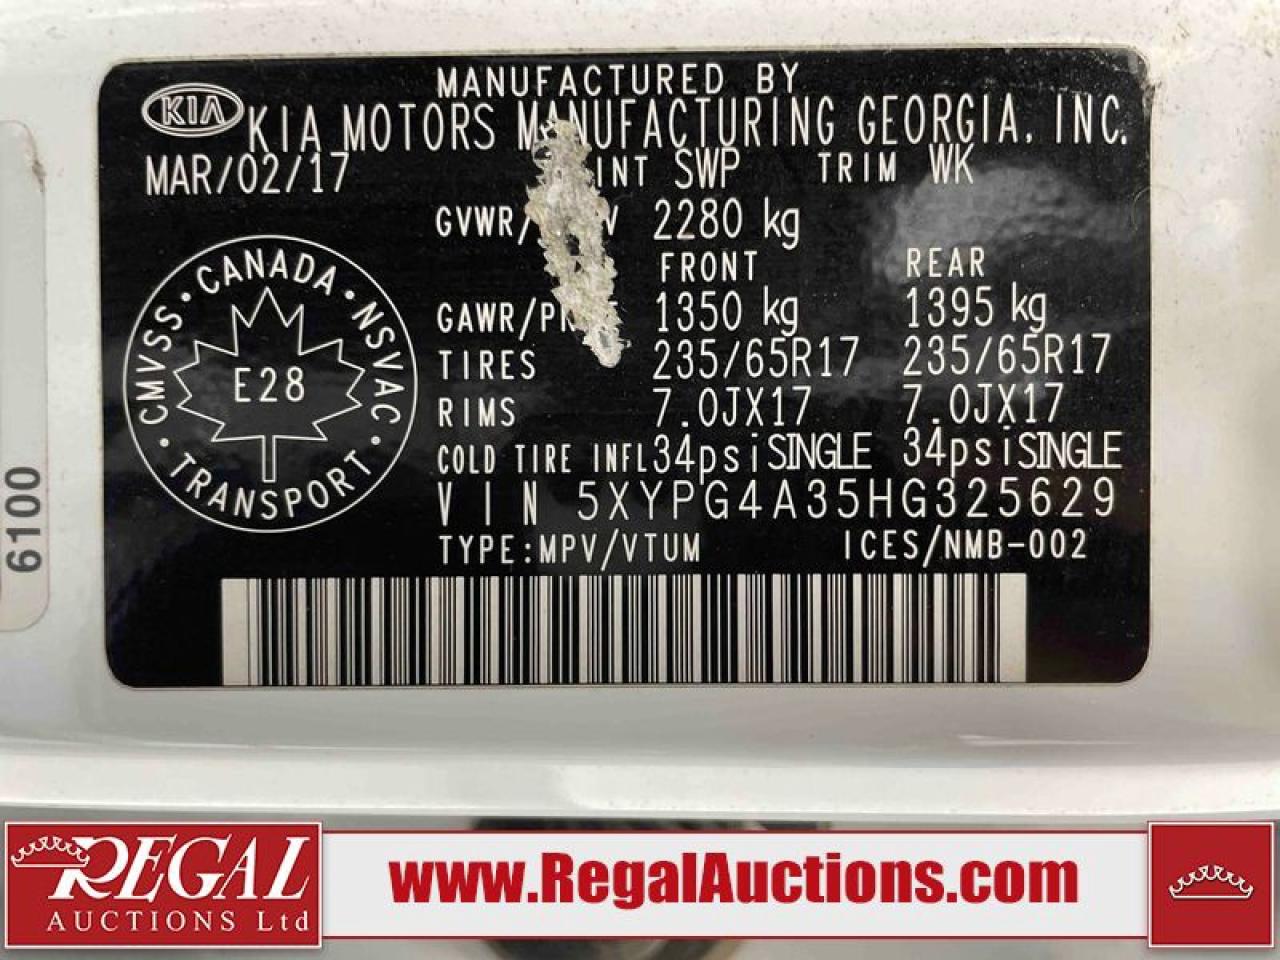 MANUFACTURED BY
KIA KIA MOTORS MANUFACTURING GEORGIA, INC.
MAR/02/17 SWP TRIM WK
2280 kg
FRONT REAR
1350 kg 1395 kg
TIRES 235/65R17 235/65R17
RIMS 7.0JX17 7.0JX17
COLD TIRE INFL 34psi SINGLE 34psi SINGLE
VIN 5XYPG4A35HG325629
TYPE:MPV/VTUM ICES/NMB-002
CMVSS · CANADA · NSVAC
E28
· TRANSPORT ·
6100
REGAL
AUCTIONS Ltd
www.RegalAuctions.com